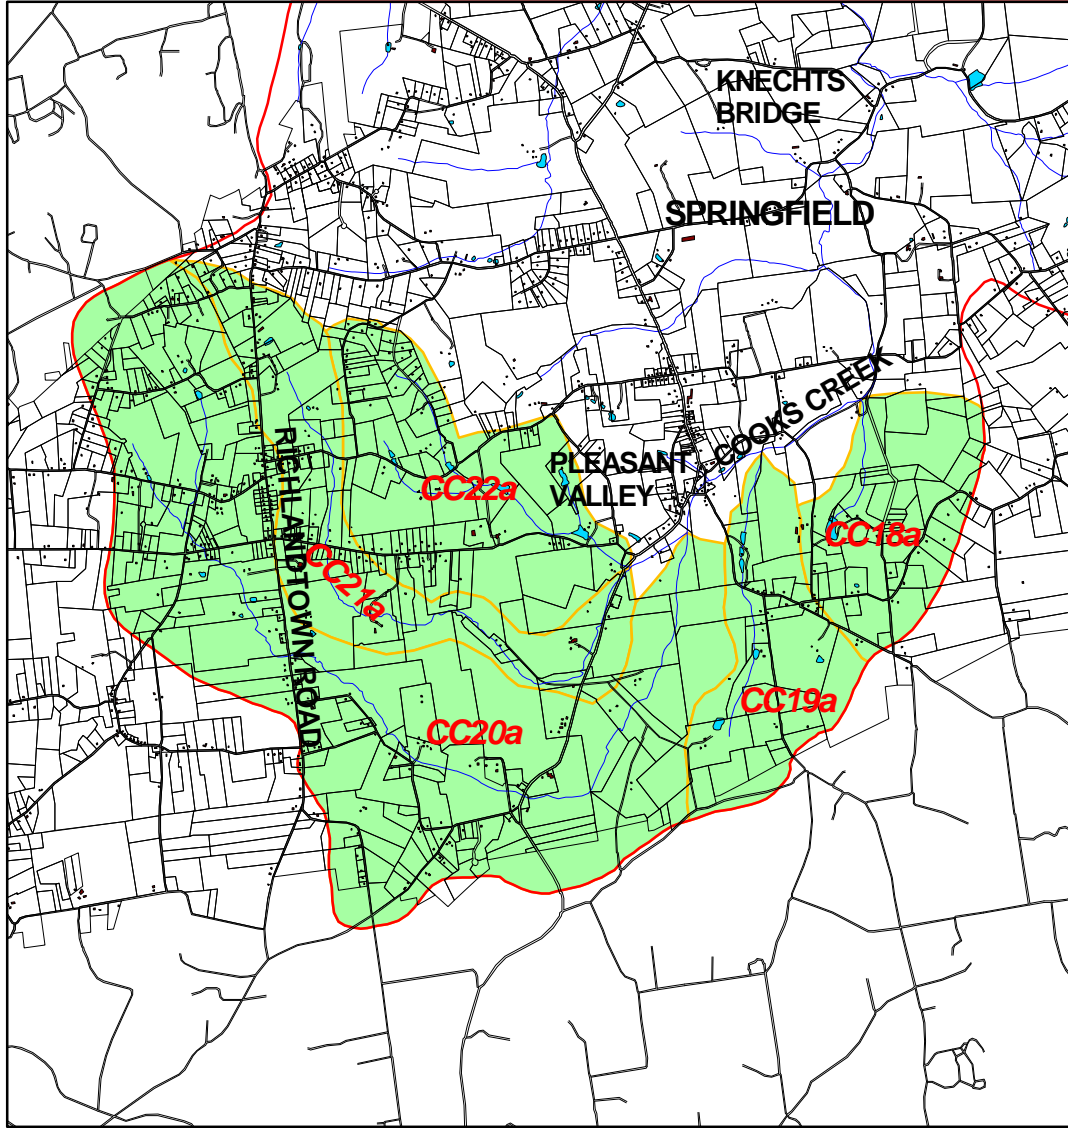 KNECHTS
BRIDGE
SPRINGFIELD
COOKS CREEK
PLEASANT
VALLEY
RICHLANDTOWN ROAD
CC22a
CC18a
CC21a
CC19a
CC20a